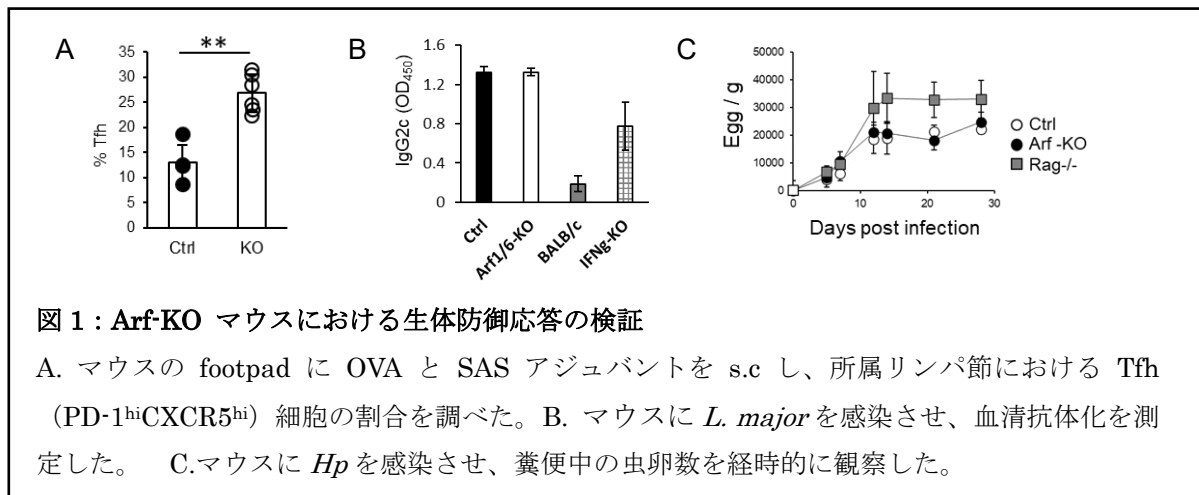 A
**
35
30
25
20
15
10
5
0
% Tfh
Ctrl
KO
B
1.6
1.2
0.8
0.4
0
IgG2c (OD450)
Ctrl
Arf1/6-KO
BALB/c
IFNg-KO
C
50000
40000
30000
20000
10000
0
Egg / g
0
10
20
30
Days post infection
Ctrl
Arf -KO
Rag-/-
図 1:Arf-KO マウスにおける生体防御応答の検証
A. マウスの footpad に OVA と SAS アジュバントを s.c し、所属リンパ節における Tfh
(PD-1hiCXCR5hi)細胞の割合を調べた。B. マウスに L. major を感染させ、血清抗体化を測
定した。 C.マウスに Hp を感染させ、糞便中の虫卵数を経時的に観察した。